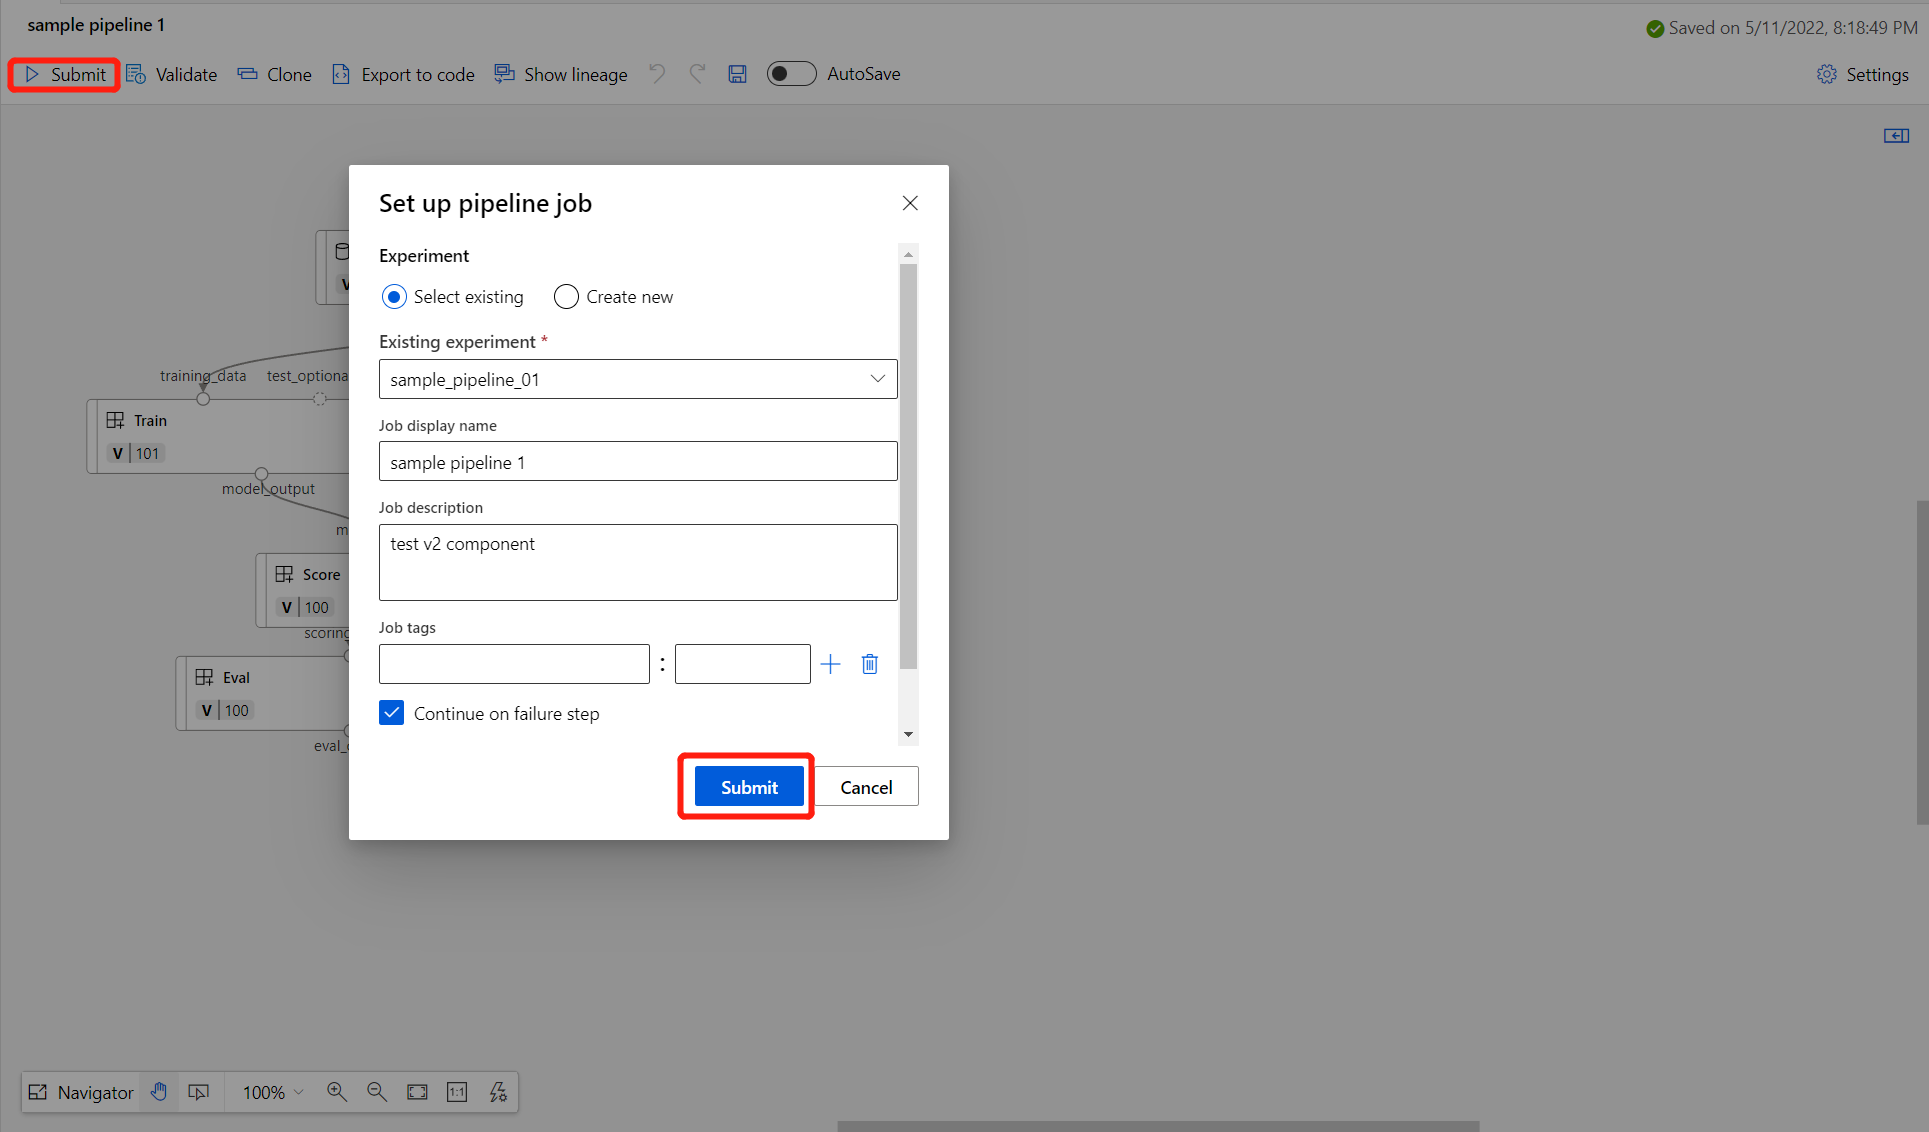 sample pipeline 1
Saved on 5/11/2022, 8:18:49 PM
Submit Validate Clone Export to code Show lineage AutoSave Settings
Set up pipeline job
Experiment
Select existing Create new
Existing experiment *
sample_pipeline_01
Job display name
sample pipeline 1
Job description
test v2 component
Job tags
:
Continue on failure step
Submit Cancel
V
training_data test_optiona
Train
V 101
model_output
m
Score
V 100
scoring
Eval
V 100
eval_
Navigator 100% 1:1